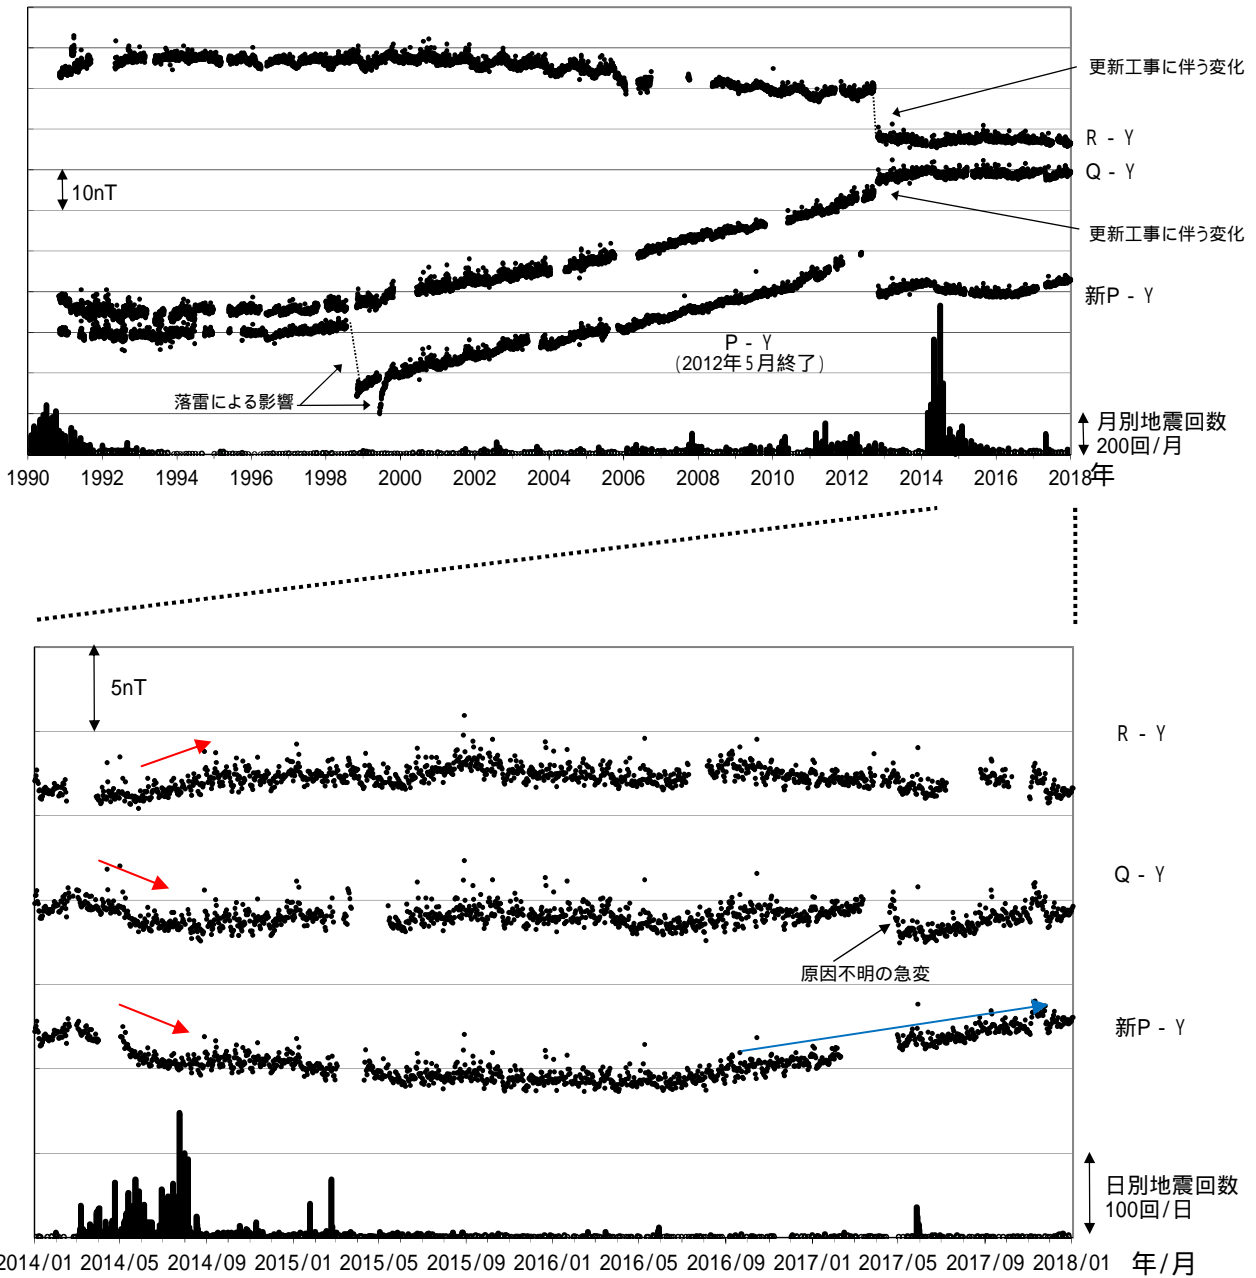 更新工事に伴う変化
R - Y
Q - Y
10nT
更新工事に伴う変化
新P - Y
P - Y
(2012年5月終了)
落雷による影響
月別地震回数
200回/月
1990 1992 1994 1996 1998 2000 2002 2004 2006 2008 2010 2012 2014 2016 2018年
5nT
R - Y
Q - Y
原因不明の急変
新P - Y
日別地震回数
100回/日
2014/01 2014/05 2014/09 2015/01 2015/05 2015/09 2016/01 2016/05 2016/09 2017/01 2017/05 2017/09 2018/01 年/月